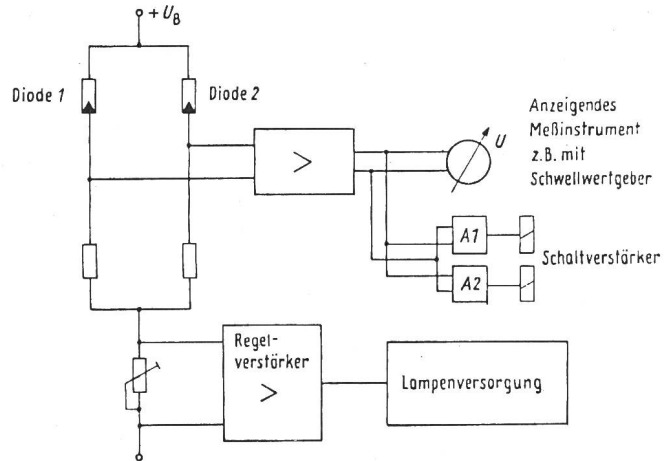 + U_B
Diode 1
Diode 2
>
U
Anzeigendes
Meßinstrument
z.B. mit
Schwellwertgeber
A1
A2
Schaltverstärker
Regel-
verstärker
>
Lampenversorgung